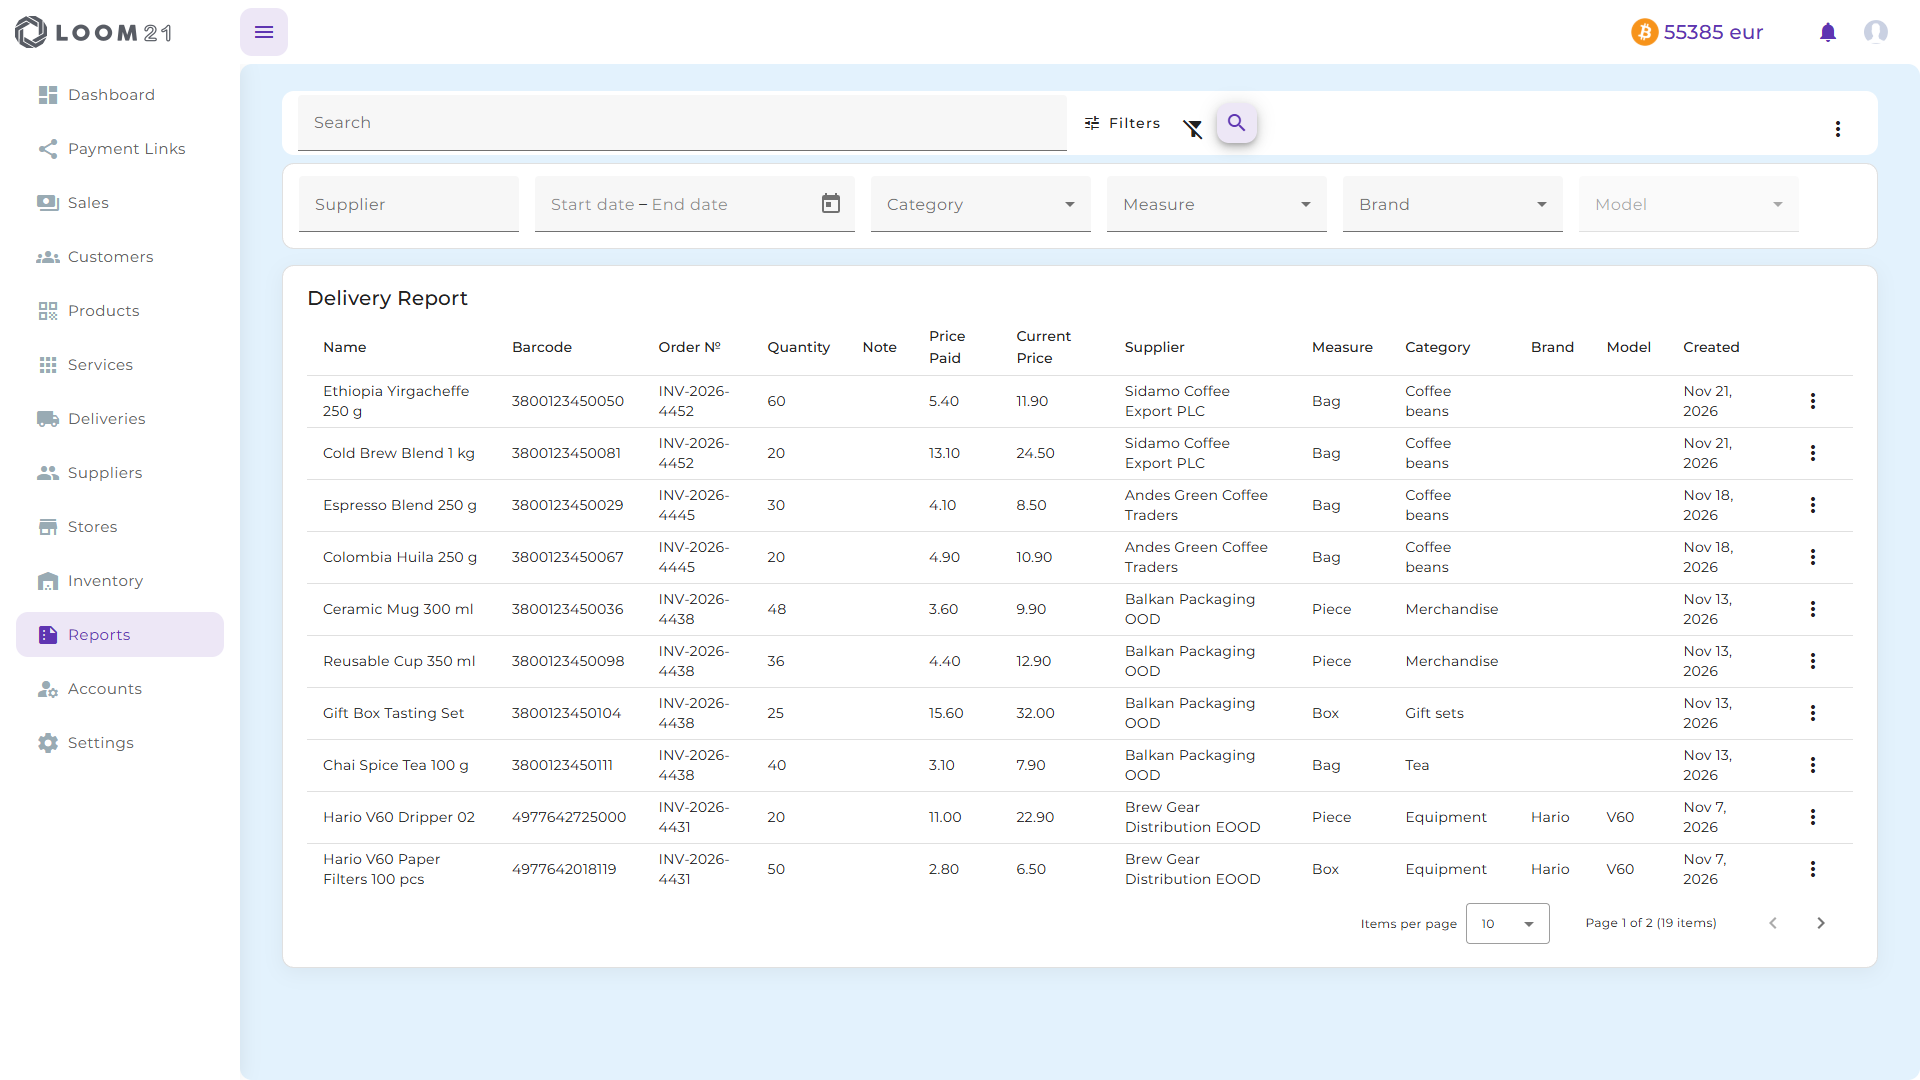 LOOM21
55385 eur
Dashboard
Payment Links
Sales
Customers
Products
Services
Deliveries
Suppliers
Stores
Inventory
Reports
Accounts
Settings
Search
Filters
Supplier
Start date – End date
Category
Measure
Brand
Model
Delivery Report
Name Barcode Order № Quantity Note Price Paid Current Price Supplier Measure Category Brand Model Created
Ethiopia Yirgacheffe 250 g 3800123450050 INV-2026-4452 60 5.40 11.90 Sidamo Coffee Export PLC Bag Coffee beans Nov 21, 2026
Cold Brew Blend 1 kg 3800123450081 INV-2026-4452 20 13.10 24.50 Sidamo Coffee Export PLC Bag Coffee beans Nov 21, 2026
Espresso Blend 250 g 3800123450029 INV-2026-4445 30 4.10 8.50 Andes Green Coffee Traders Bag Coffee beans Nov 18, 2026
Colombia Huila 250 g 3800123450067 INV-2026-4445 20 4.90 10.90 Andes Green Coffee Traders Bag Coffee beans Nov 18, 2026
Ceramic Mug 300 ml 3800123450036 INV-2026-4438 48 3.60 9.90 Balkan Packaging OOD Piece Merchandise Nov 13, 2026
Reusable Cup 350 ml 3800123450098 INV-2026-4438 36 4.40 12.90 Balkan Packaging OOD Piece Merchandise Nov 13, 2026
Gift Box Tasting Set 3800123450104 INV-2026-4438 25 15.60 32.00 Balkan Packaging OOD Box Gift sets Nov 13, 2026
Chai Spice Tea 100 g 3800123450111 INV-2026-4438 40 3.10 7.90 Balkan Packaging OOD Bag Tea Nov 13, 2026
Hario V60 Dripper 02 4977642725000 INV-2026-4431 20 11.00 22.90 Brew Gear Distribution EOOD Piece Equipment Hario V60 Nov 7, 2026
Hario V60 Paper Filters 100 pcs 4977642018119 INV-2026-4431 50 2.80 6.50 Brew Gear Distribution EOOD Box Equipment Hario V60 Nov 7, 2026
Items per page 10 Page 1 of 2 (19 items)